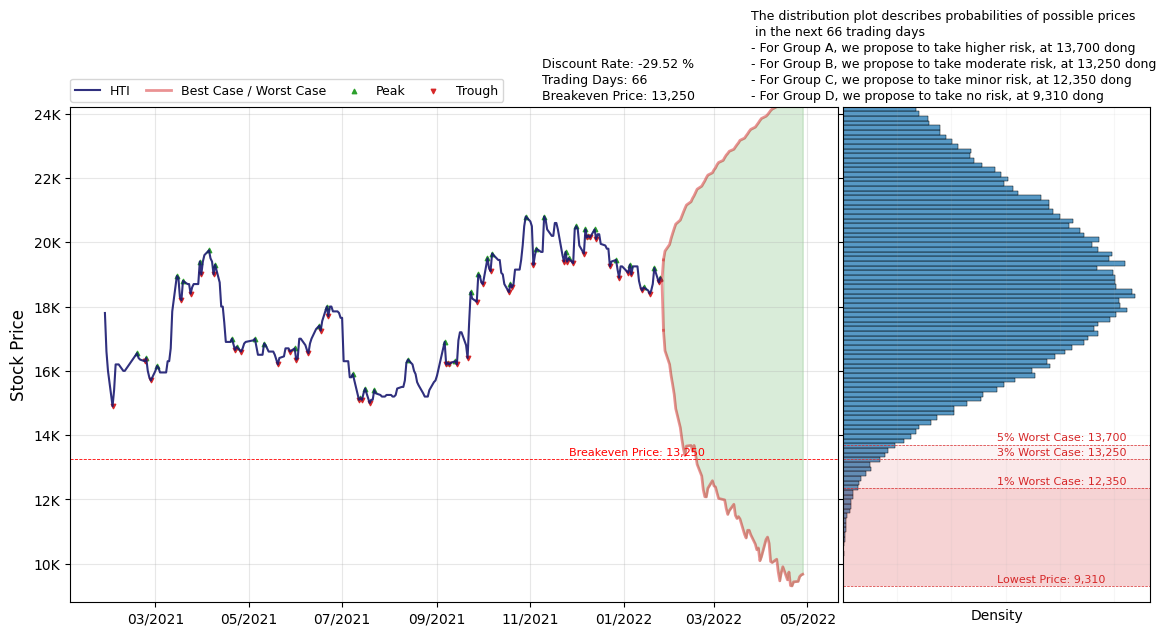 The distribution plot describes probabilities of possible prices
in the next 66 trading days
- For Group A, we propose to take higher risk, at 13,700 dong
- For Group B, we propose to take moderate risk, at 13,250 dong
- For Group C, we propose to take minor risk, at 12,350 dong
- For Group D, we propose to take no risk, at 9,310 dong
Discount Rate: -29.52 %
Trading Days: 66
Breakeven Price: 13,250
HTI
Best Case / Worst Case
Peak
Trough
Stock Price
24K
22K
20K
18K
16K
14K
12K
10K
Breakeven Price: 13,250
03/2021
05/2021
07/2021
09/2021
11/2021
01/2022
03/2022
05/2022
5% Worst Case: 13,700
3% Worst Case: 13,250
1% Worst Case: 12,350
Lowest Price: 9,310
Density